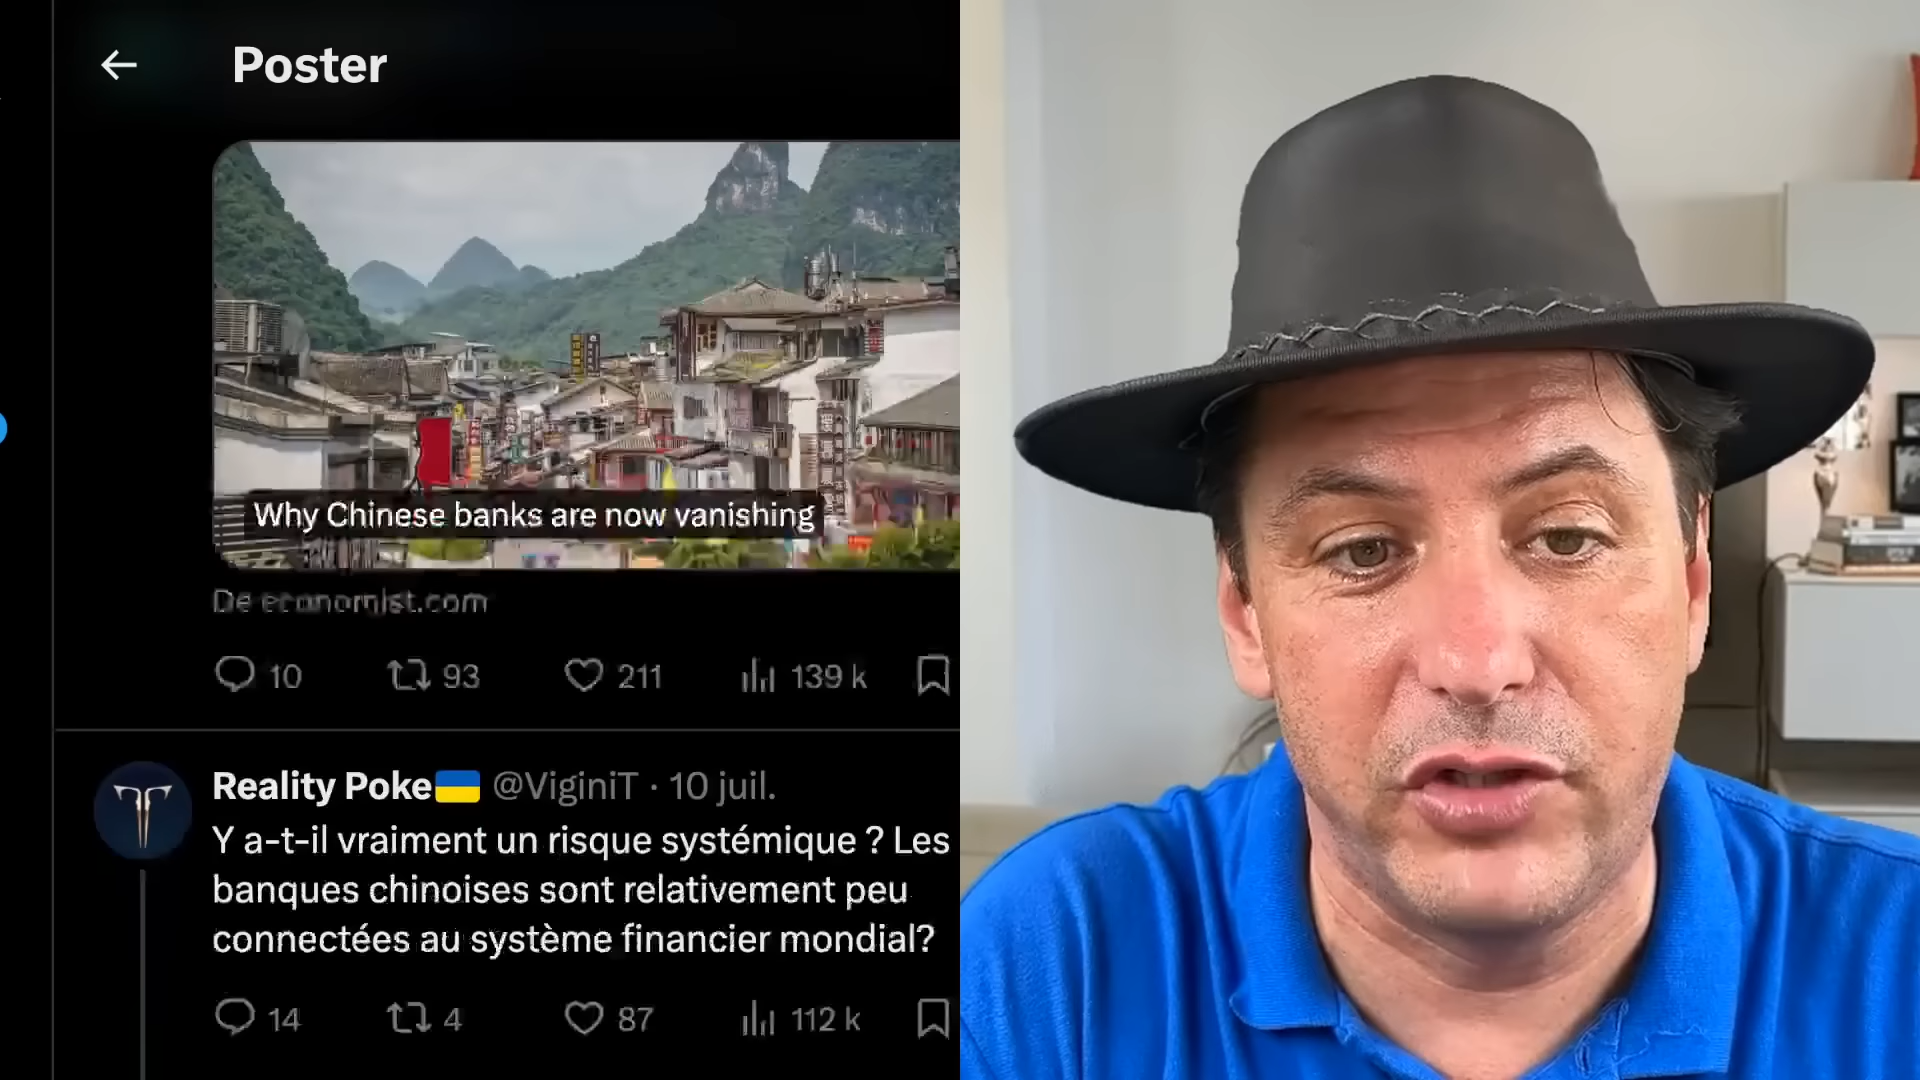 Poster
Why Chinese banks are now vanishing
De economist.com
10 93 211 139 k
Reality Poke🇺🇦 @ViginiT · 10 juil.
Y a-t-il vraiment un risque systémique ? Les
banques chinoises sont relativement peu
connectées au système financier mondial?
14 4 87 112 k